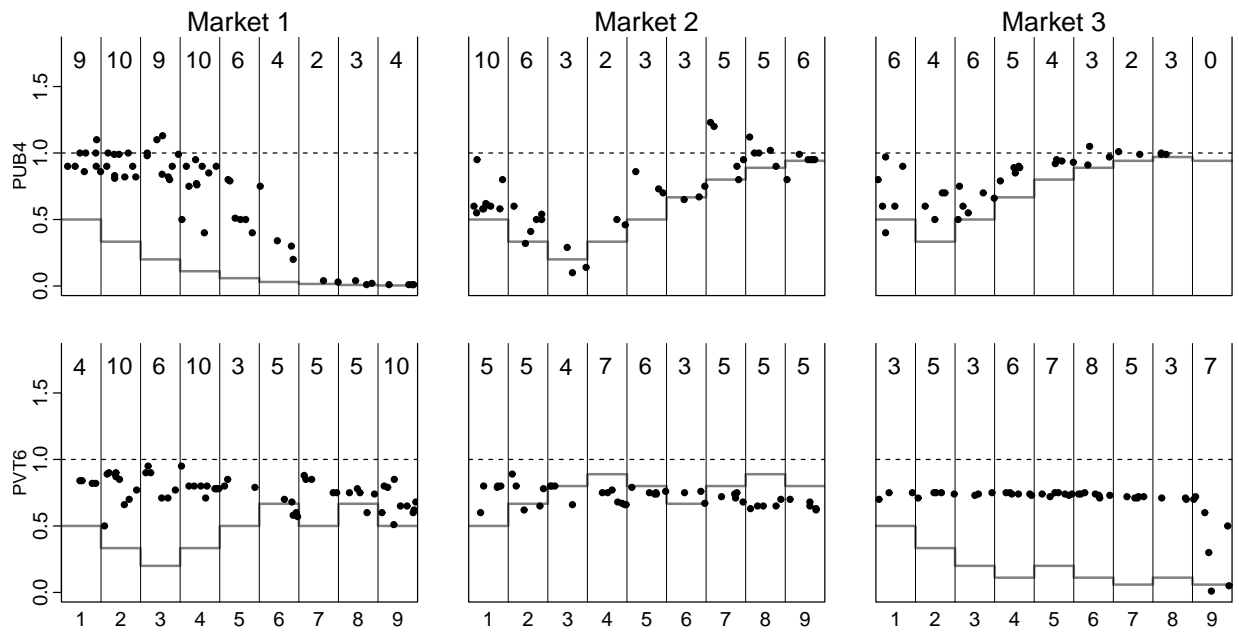 Market 1 Market 2 Market 3
9 10 9 10 6 4 2 3 4
10 6 3 2 3 3 5 5 6
6 4 6 5 4 3 2 3 0
PUB4
0.0 0.5 1.0 1.5
4 10 6 10 3 5 5 5 10
5 5 4 7 6 3 5 5 5
3 5 3 6 7 8 5 3 7
PVT6
0.0 0.5 1.0 1.5
1 2 3 4 5 6 7 8 9
1 2 3 4 5 6 7 8 9
1 2 3 4 5 6 7 8 9